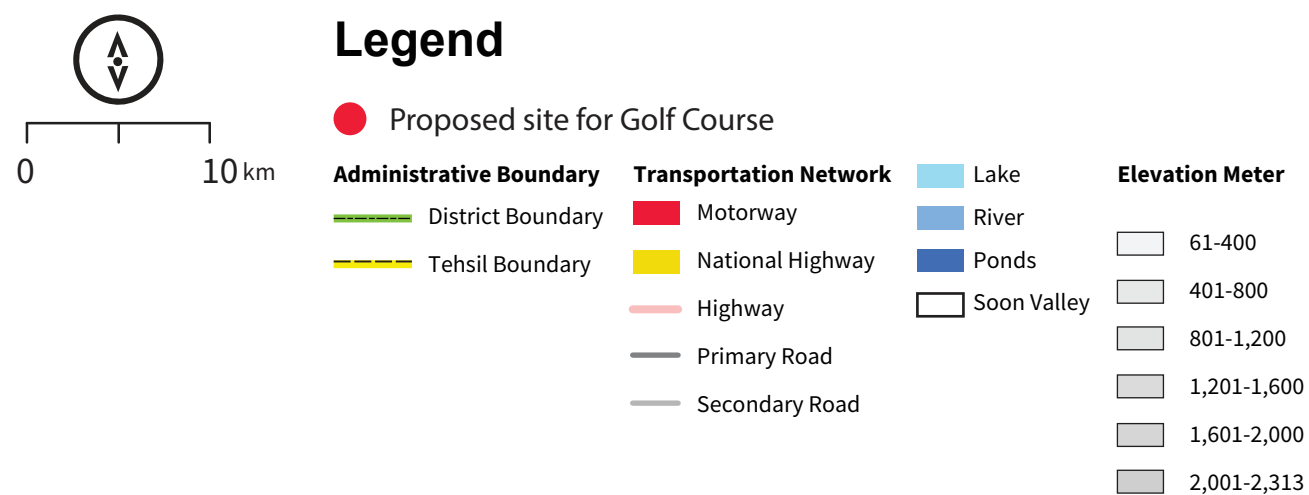 Legend
0 10 km
Proposed site for Golf Course
Administrative Boundary
District Boundary
Tehsil Boundary
Transportation Network
Motorway
National Highway
Highway
Primary Road
Secondary Road
Lake
River
Ponds
Soon Valley
Elevation Meter
61-400
401-800
801-1,200
1,201-1,600
1,601-2,000
2,001-2,313